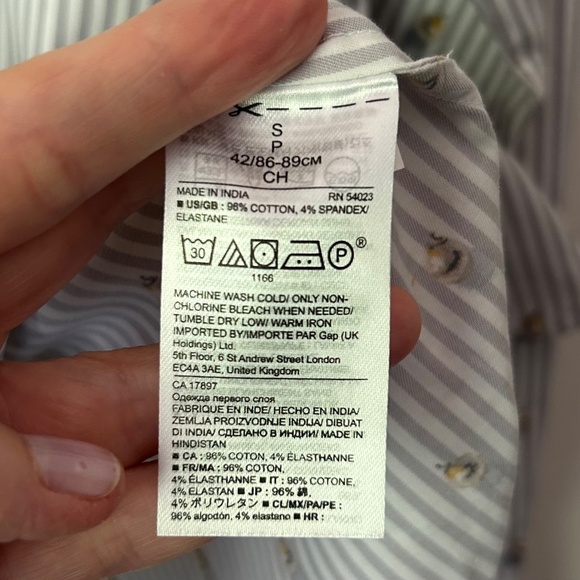 S
P
42/86-89CM
CH
MADE IN INDIA RN 54023
■ US/GB : 96% COTTON, 4% SPANDEX/
ELASTANE
30 P ®
1166
MACHINE WASH COLD/ ONLY NON-
CHLORINE BLEACH WHEN NEEDED/
TUMBLE DRY LOW/ WARM IRON
IMPORTED BY/IMPORTE PAR Gap (UK
Holdings) Ltd.
5th Floor, 6 St Andrew Street London
EC4A 3AE, United Kingdom
CA 17897
Одежда первого слоя
FABRIQUE EN INDE/ HECHO EN INDIA/
ZEMLJA PROIZVODNJE INDIJA/ DIBUAT
DI INDIA/ СДЕЛАНО В ИНДИИ/ MADE IN
HINDISTAN
■ CA : 96% COTON, 4% ÉLASTHANNE
■ FR/MA : 96% COTON,
4% ÉLASTHANNE ■ IT : 96% COTONE,
4% ELASTAN ■ JP : 96% 綿,
4% ポリウレタン ■ CL/MX/PA/PE :
96% algodón, 4% elastano ■ HR :